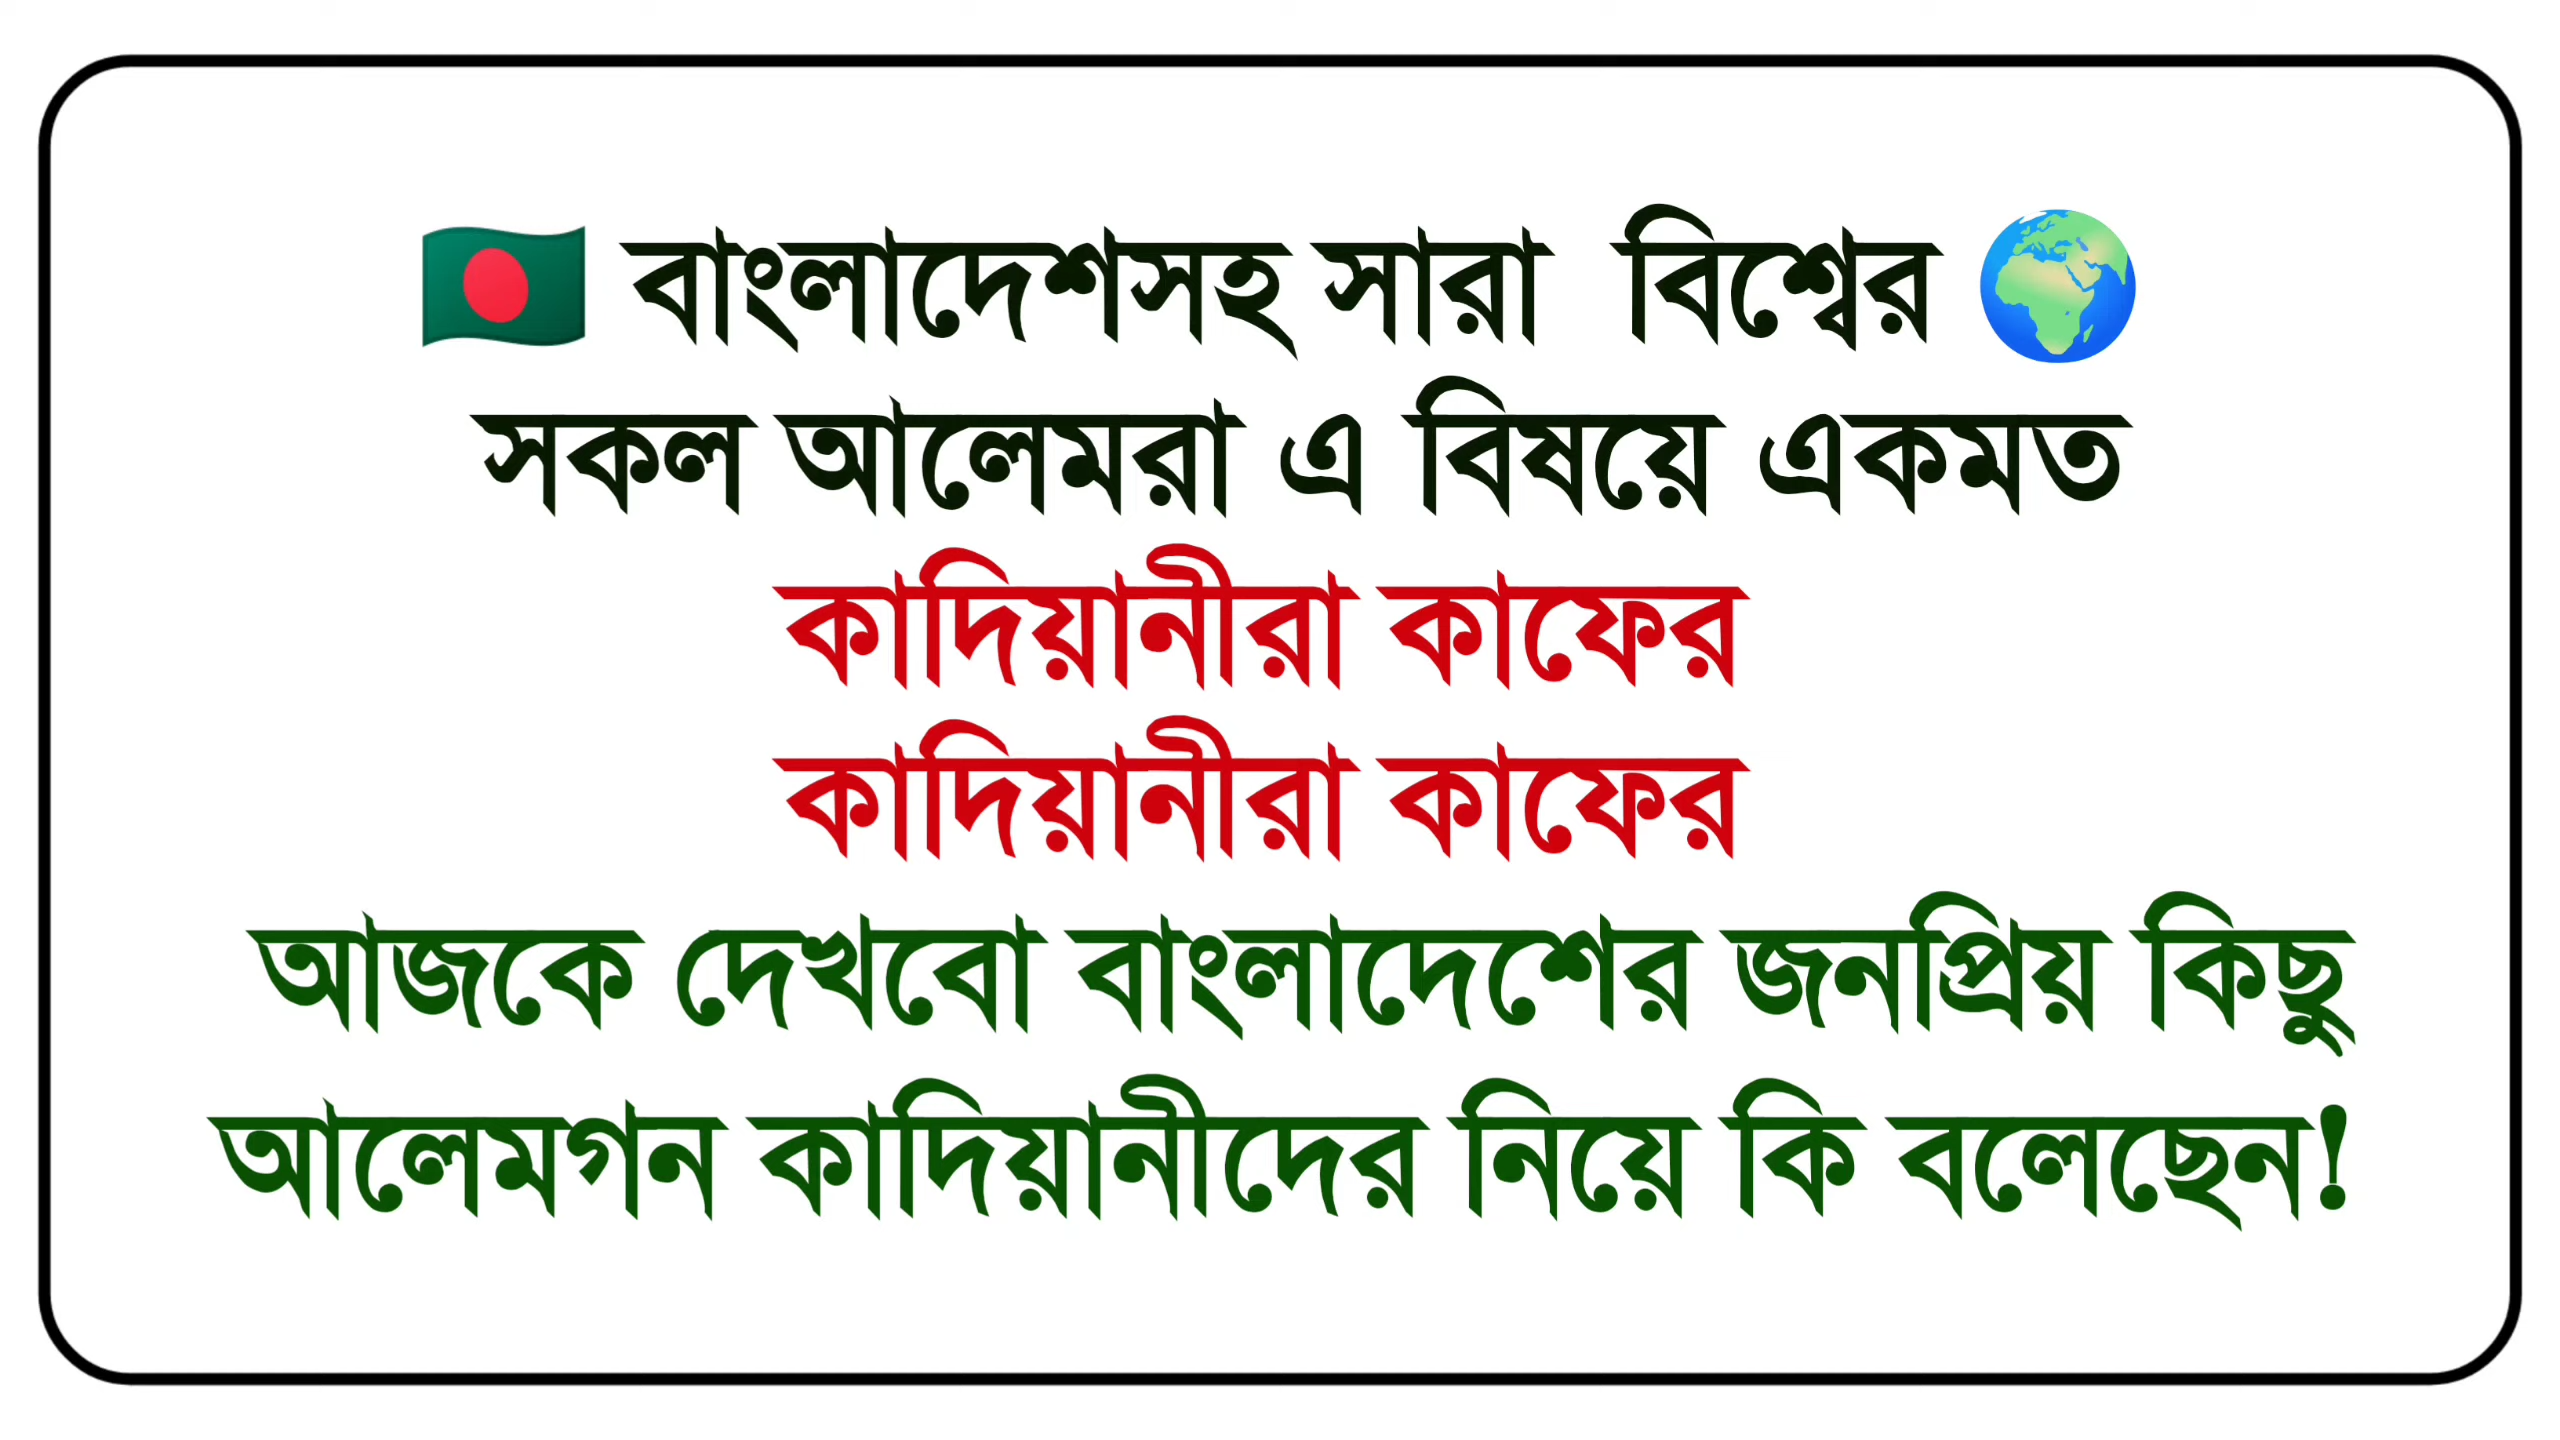 🇧🇩 বাংলাদেশসহ সারা বিশ্বের 🌍
সকল আলেমরা এ বিষয়ে একমত
কাদিয়ানীরা কাফের
কাদিয়ানীরা কাফের
আজকে দেখবো বাংলাদেশের জনপ্রিয় কিছু
আলেমগন কাদিয়ানীদের নিয়ে কি বলেছেন!